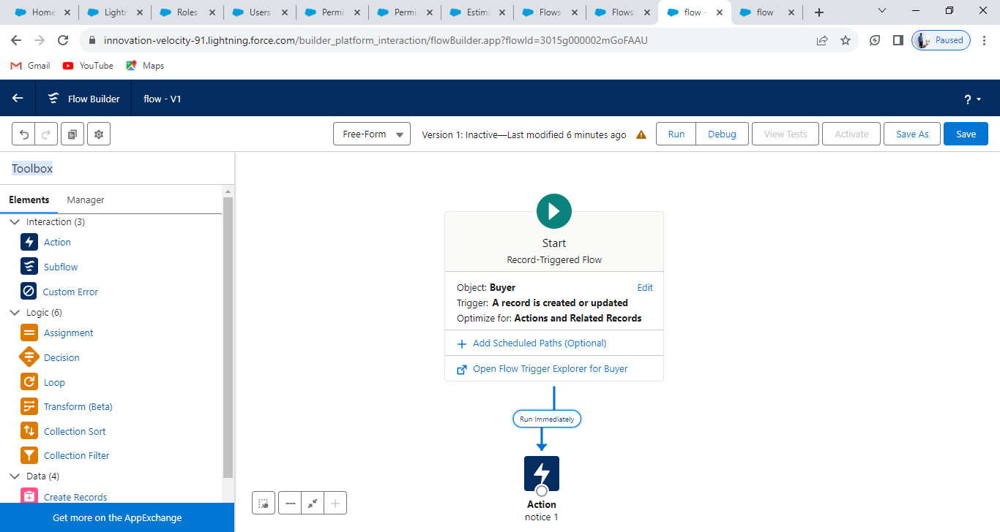 Home
Lightn
Roles
Users
Permi
Permi
Estima
Flows
Flows
flow -
flow
innovation-velocity-91.lightning.force.com/builder_platform_interaction/flowBuilder.app?flowId=3015g000002mGoFAAU
Paused
Gmail
YouTube
Maps
Flow Builder
flow - V1
?
Free-Form
Version 1: Inactive—Last modified 6 minutes ago
Run
Debug
View Tests
Activate
Save As
Save
Toolbox
Elements
Manager
Interaction (3)
Action
Subflow
Custom Error
Logic (6)
Assignment
Decision
Loop
Transform (Beta)
Collection Sort
Collection Filter
Data (4)
Create Records
Get more on the AppExchange
Start
Record-Triggered Flow
Object: Buyer
Edit
Trigger: A record is created or updated
Optimize for: Actions and Related Records
Add Scheduled Paths (Optional)
Open Flow Trigger Explorer for Buyer
Run Immediately
Action
notice 1